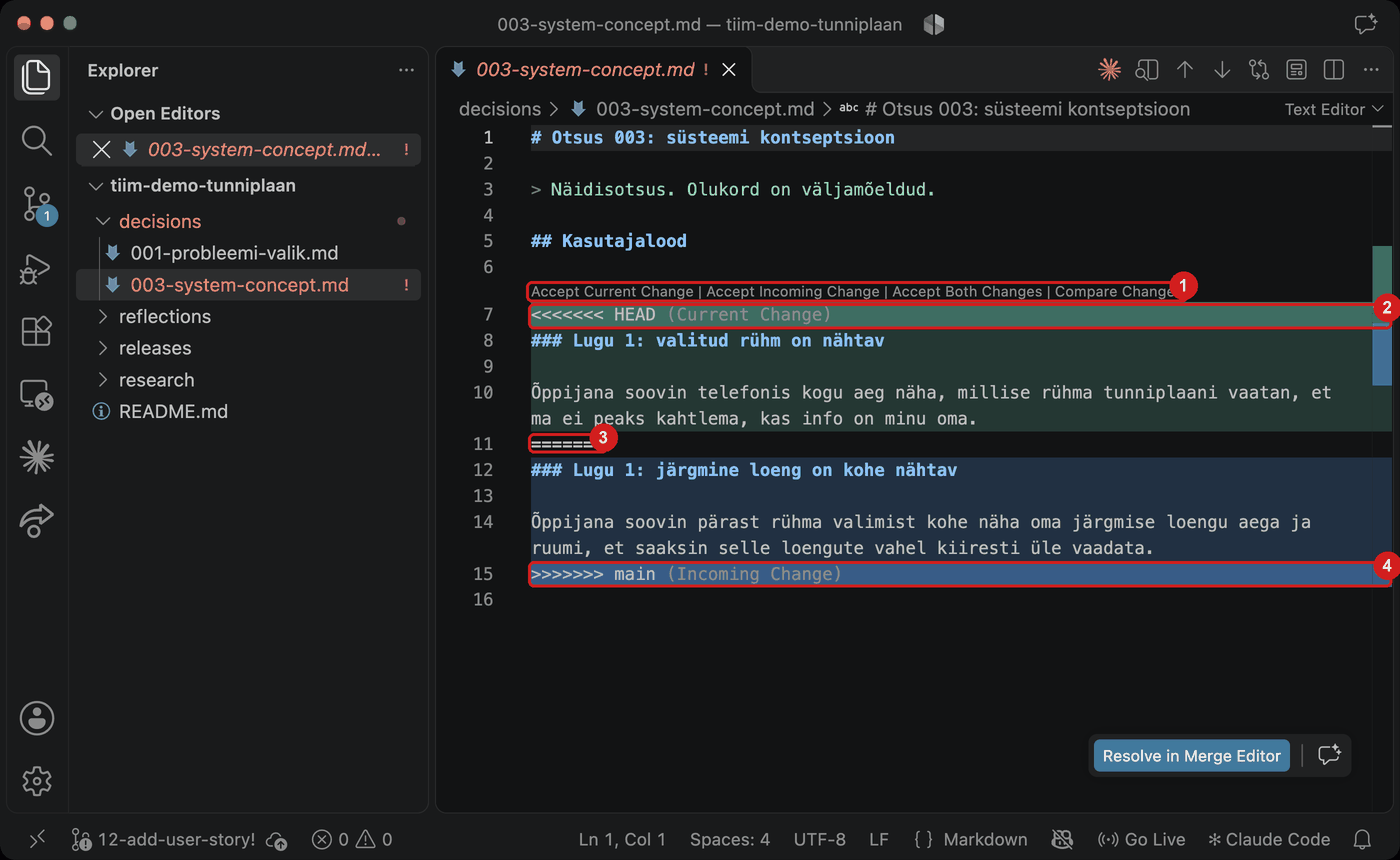 003-system-concept.md — tiim-demo-tunniplaan
Explorer
Open Editors
003-system-concept.md... !
tiim-demo-tunniplaan
decisions
001-probleemi-valik.md
003-system-concept.md !
reflections
releases
research
README.md
1
003-system-concept.md !
decisions > 003-system-concept.md > abc # Otsus 003: süsteemi kontseptsioon
Text Editor
1 # Otsus 003: süsteemi kontseptsioon
2
3 > Näidisotsus. Olukord on väljamõeldud.
4
5 ## Kasutajalood
6
Accept Current Change | Accept Incoming Change | Accept Both Changes | Compare Change
1
7 <<<<<<< HEAD (Current Change)
2
8 ### Lugu 1: valitud rühm on nähtav
9
10 Õppijana soovin telefonis kogu aeg näha, millise rühma tunniplaani vaatan, et
ma ei peaks kahtlema, kas info on minu oma.
11 ======
3
12 ### Lugu 1: järgmine loeng on kohe nähtav
13
14 Õppijana soovin pärast rühma valimist kohe näha oma järgmise loengu aega ja
ruumi, et saaksin selle loengute vahel kiiresti üle vaadata.
15 >>>>>>> main (Incoming Change)
4
16
Resolve in Merge Editor
12-add-user-story! 0 0 Ln 1, Col 1 Spaces: 4 UTF-8 LF { } Markdown Go Live Claude Code